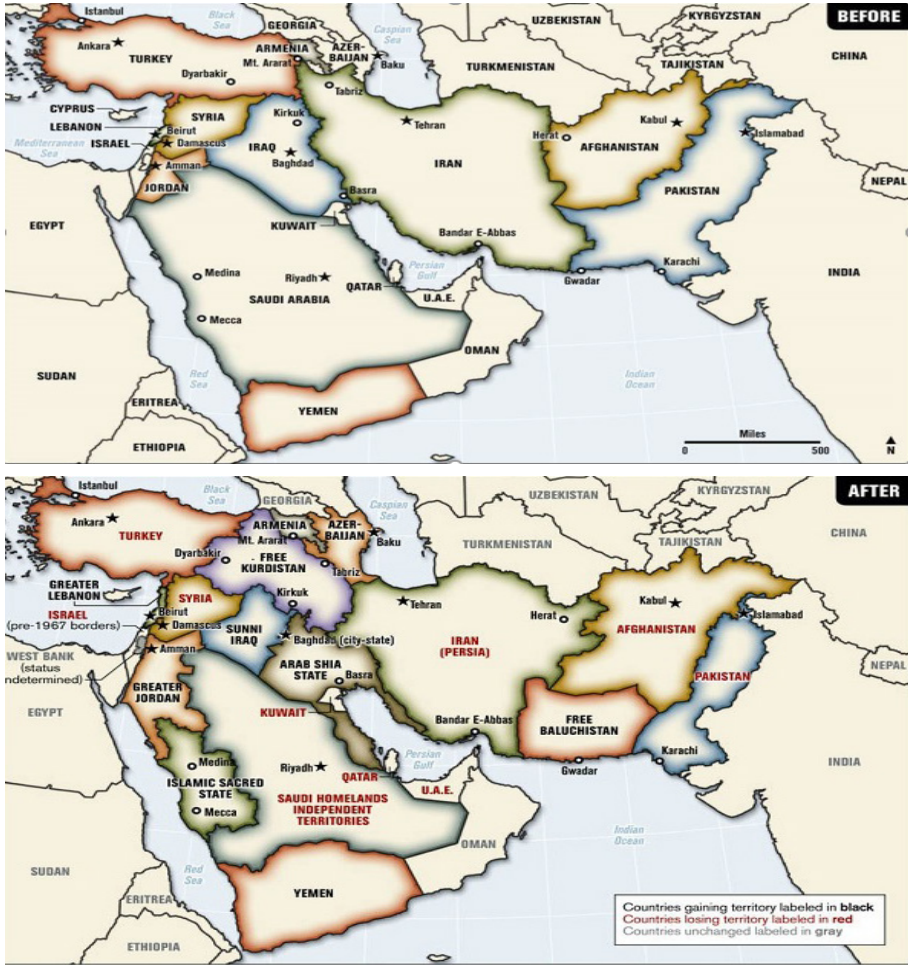 BEFORE
Istanbul
Black
Sea
GEORGIA
Caspian
Sea
UZBEKISTAN
KYRGYZSTAN
Ankara
TURKEY
ARMENIA
Mt. Ararat
AZER-
BAIJAN
Baku
TURKMENISTAN
TAJIKISTAN
CHINA
Dyarbakir
Tabriz
CYPRUS
SYRIA
Kirkuk
Tehran
Herat
Kabul
Islamabad
LEBANON
Beirut
Mediterranean
Sea
ISRAEL
Damascus
IRAQ
Baghdad
IRAN
AFGHANISTAN
Amman
JORDAN
Basra
PAKISTAN
NEPAL
EGYPT
KUWAIT
Bandar E-Abbas
Medina
Riyadh
Persian
Gulf
Gwadar
Karachi
INDIA
SAUDI ARABIA
QATAR
U.A.E.
Mecca
OMAN
SUDAN
Red
Sea
Indian
Ocean
ERITREA
YEMEN
ETHIOPIA
Miles
0
500
N
AFTER
Istanbul
Black
Sea
GEORGIA
Caspian
Sea
UZBEKISTAN
KYRGYZSTAN
Ankara
TURKEY
ARMENIA
Mt. Ararat
AZER-
BAIJAN
Baku
TURKMENISTAN
TAJIKISTAN
CHINA
Dyarbakir
FREE
KURDISTAN
Tabriz
GREATER
LEBANON
SYRIA
Kirkuk
Tehran
Herat
Kabul
Islamabad
ISRAEL
(pre-1967 borders)
Beirut
Damascus
SUNNI
IRAQ
Baghdad (city-state)
IRAN
(PERSIA)
AFGHANISTAN
WEST BANK
(status
ndetermined)
Amman
ARAB SHIA
STATE
Basra
PAKISTAN
NEPAL
EGYPT
GREATER
JORDAN
KUWAIT
Bandar E-Abbas
FREE
BALUCHISTAN
Medina
ISLAMIC SACRED
STATE
Mecca
Riyadh
Persian
Gulf
QATAR
U.A.E.
Gwadar
Karachi
INDIA
SAUDI HOMELANDS
INDEPENDENT
TERRITORIES
OMAN
SUDAN
Red
Sea
Indian
Ocean
ERITREA
YEMEN
ETHIOPIA
Countries gaining territory labeled in black
Countries losing territory labeled in red
Countries unchanged labeled in gray